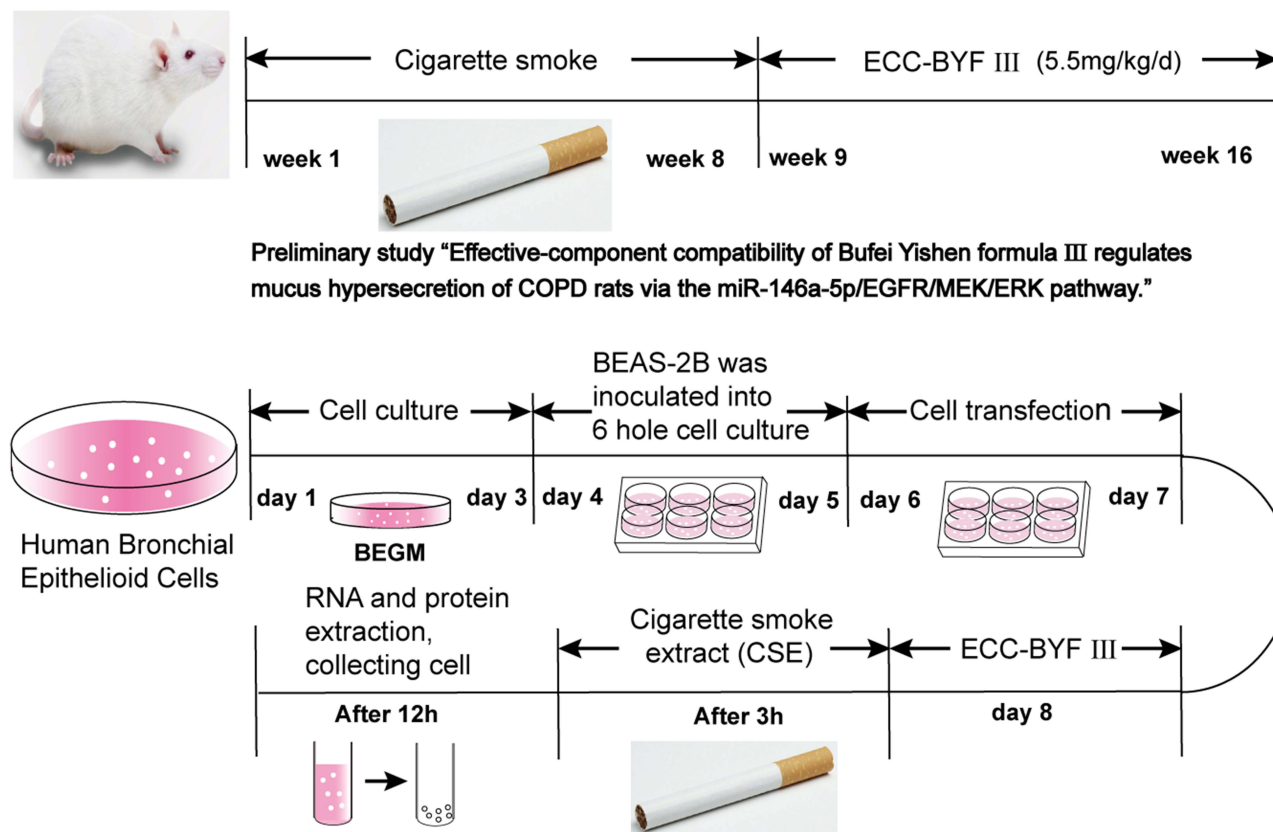 Cigarette smoke
ECC-BYF III (5.5mg/kg/d)
week 1
week 8
week 9
week 16
Preliminary study “Effective-component compatibility of Bufei Yishen formula III regulates
mucus hypersecretion of COPD rats via the miR-146a-5p/EGFR/MEK/ERK pathway.”
Human Bronchial
Epithelioid Cells
Cell culture
BEAS-2B was
inoculated into
6 hole cell culture
Cell transfection
day 1
day 3
BEGM
day 4
day 5
day 6
day 7
ECC-BYF III
day 8
Cigarette smoke
extract (CSE)
After 3h
RNA and protein
extraction,
collecting cell
After 12h